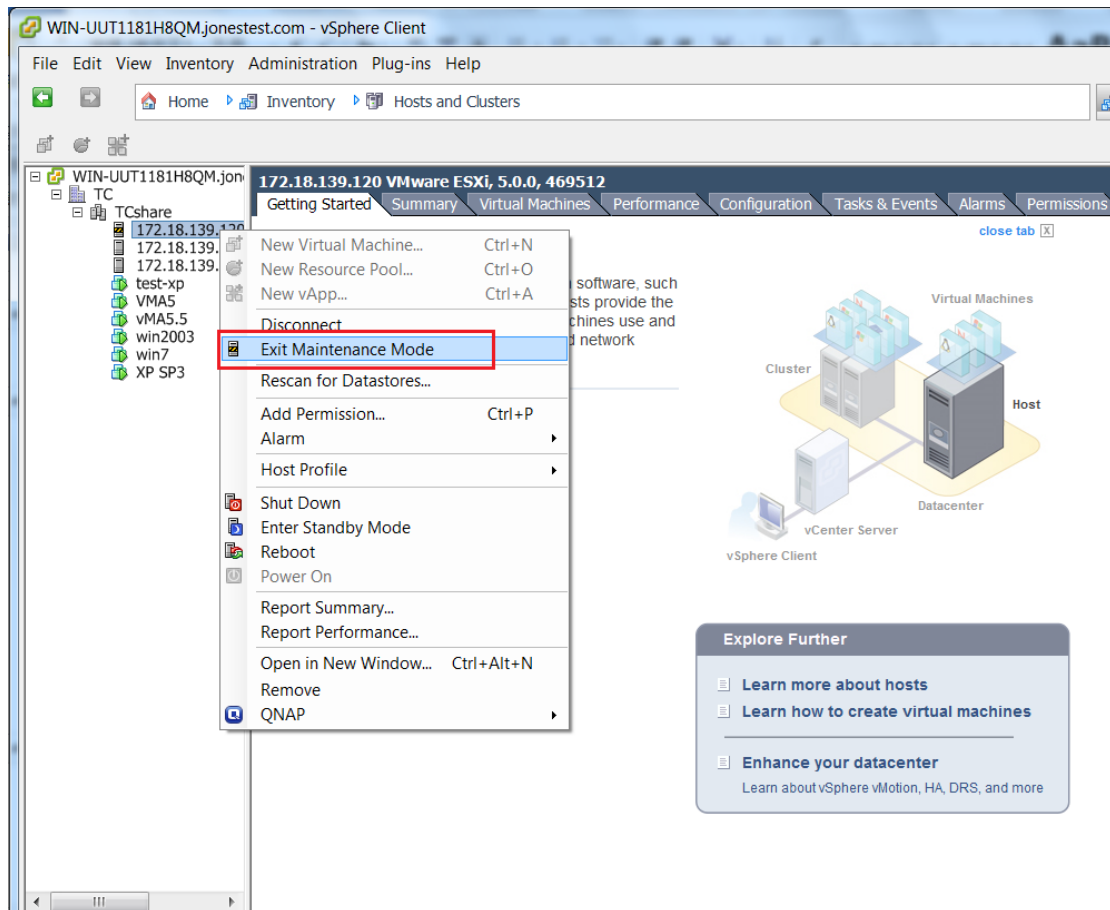 WIN-UUT1181H8QM.jonestest.com - vSphere Client
File Edit View Inventory Administration Plug-ins Help
Home Inventory Hosts and Clusters
WIN-UUT1181H8QM.jon
TC
TCshare
172.18.139.120
172.18.139.
172.18.139.
test-xp
VMA5
vMA5.5
win2003
win7
XP SP3
172.18.139.120 VMware ESXi, 5.0.0, 469512
Getting Started Summary Virtual Machines Performance Configuration Tasks & Events Alarms Permissions
close tab X
software, such
sts provide the
chines use and
network
New Virtual Machine... Ctrl+N
New Resource Pool... Ctrl+O
New vApp... Ctrl+A
Disconnect
Exit Maintenance Mode
Rescan for Datastores...
Add Permission... Ctrl+P
Alarm
Host Profile
Shut Down
Enter Standby Mode
Reboot
Power On
Report Summary...
Report Performance...
Open in New Window... Ctrl+Alt+N
Remove
QNAP
Virtual Machines
Cluster
Host
Datacenter
vCenter Server
vSphere Client
Explore Further
Learn more about hosts
Learn how to create virtual machines
Enhance your datacenter
Learn about vSphere vMotion, HA, DRS, and more